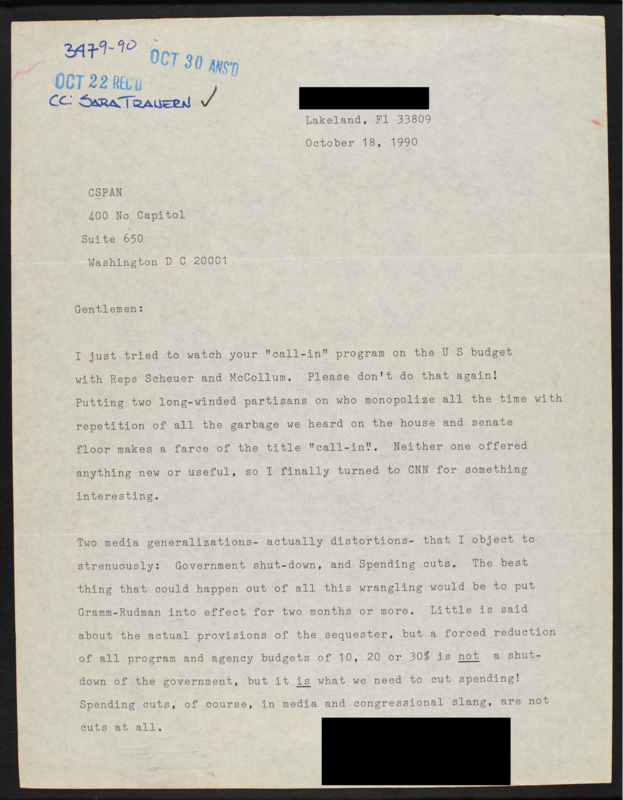 3479-90
OCT 30 ANS'D
OCT 22 REC'D
CC: SARA TRAHERN ✓
Lakeland, Fl 33809
October 18, 1990
CSPAN
400 No Capitol
Suite 650
Washington D C 20001
Gentlemen:
I just tried to watch your "call-in" program on the U S budget
with Reps Scheuer and McCollum. Please don't do that again!
Putting two long-winded partisans on who monopolize all the time with
repetition of all the garbage we heard on the house and senate
floor makes a farce of the title "call-in". Neither one offered
anything new or useful, so I finally turned to CNN for something
interesting.
Two media generalizations- actually distortions- that I object to
strenuously: Government shut-down, and Spending cuts. The best
thing that could happen out of all this wrangling would be to put
Gramm-Rudman into effect for two months or more. Little is said
about the actual provisions of the sequester, but a forced reduction
of all program and agency budgets of 10, 20 or 30% is not a shut-
down of the government, but it is what we need to cut spending!
Spending cuts, of course, in media and congressional slang, are not
cuts at all.